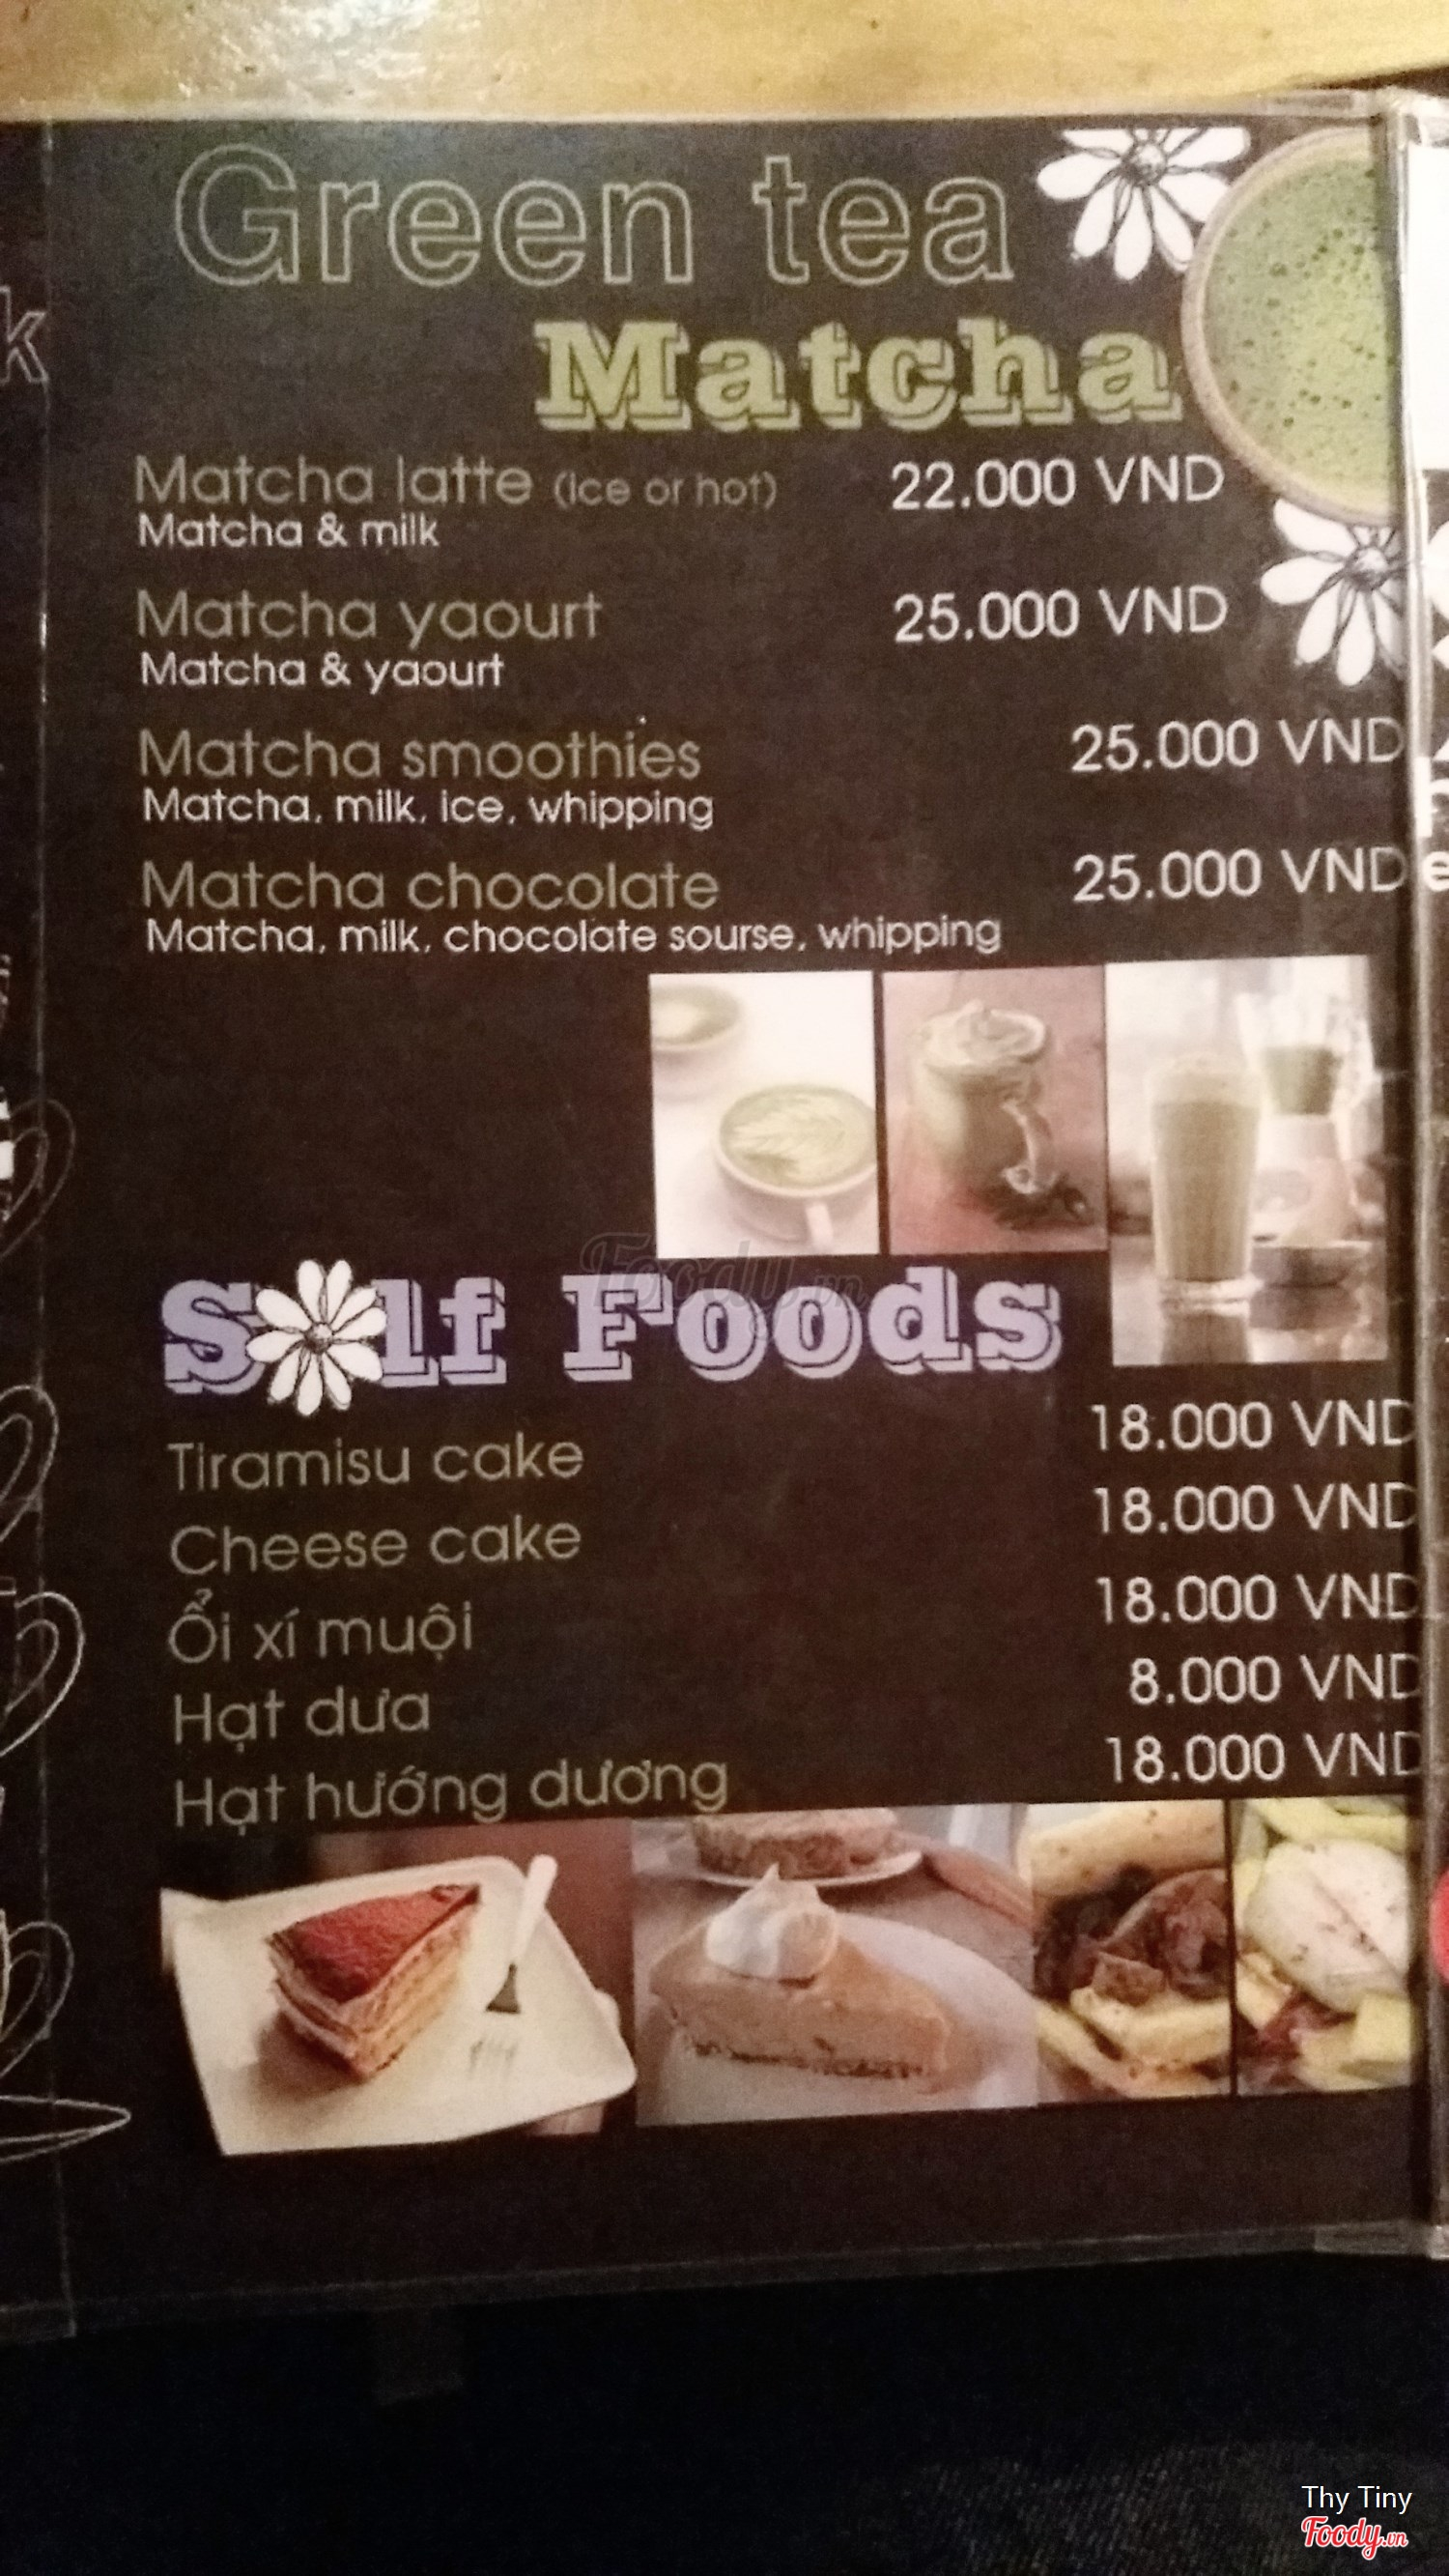 Green tea
Matcha
Matcha latte (ice or hot) 22.000 VND
Matcha & milk
Matcha yaourt 25.000 VND
Matcha & yaourt
Matcha smoothies 25.000 VND
Matcha, milk, ice, whipping
Matcha chocolate 25.000 VND
Matcha, milk, chocolate sourse, whipping
Foody.vn
Self Foods
Tiramisu cake 18.000 VND
Cheese cake 18.000 VND
Ổi xí muội 18.000 VND
Hạt dưa 8.000 VND
Hạt hướng dương 18.000 VND
Thy Tiny
Foody.vn